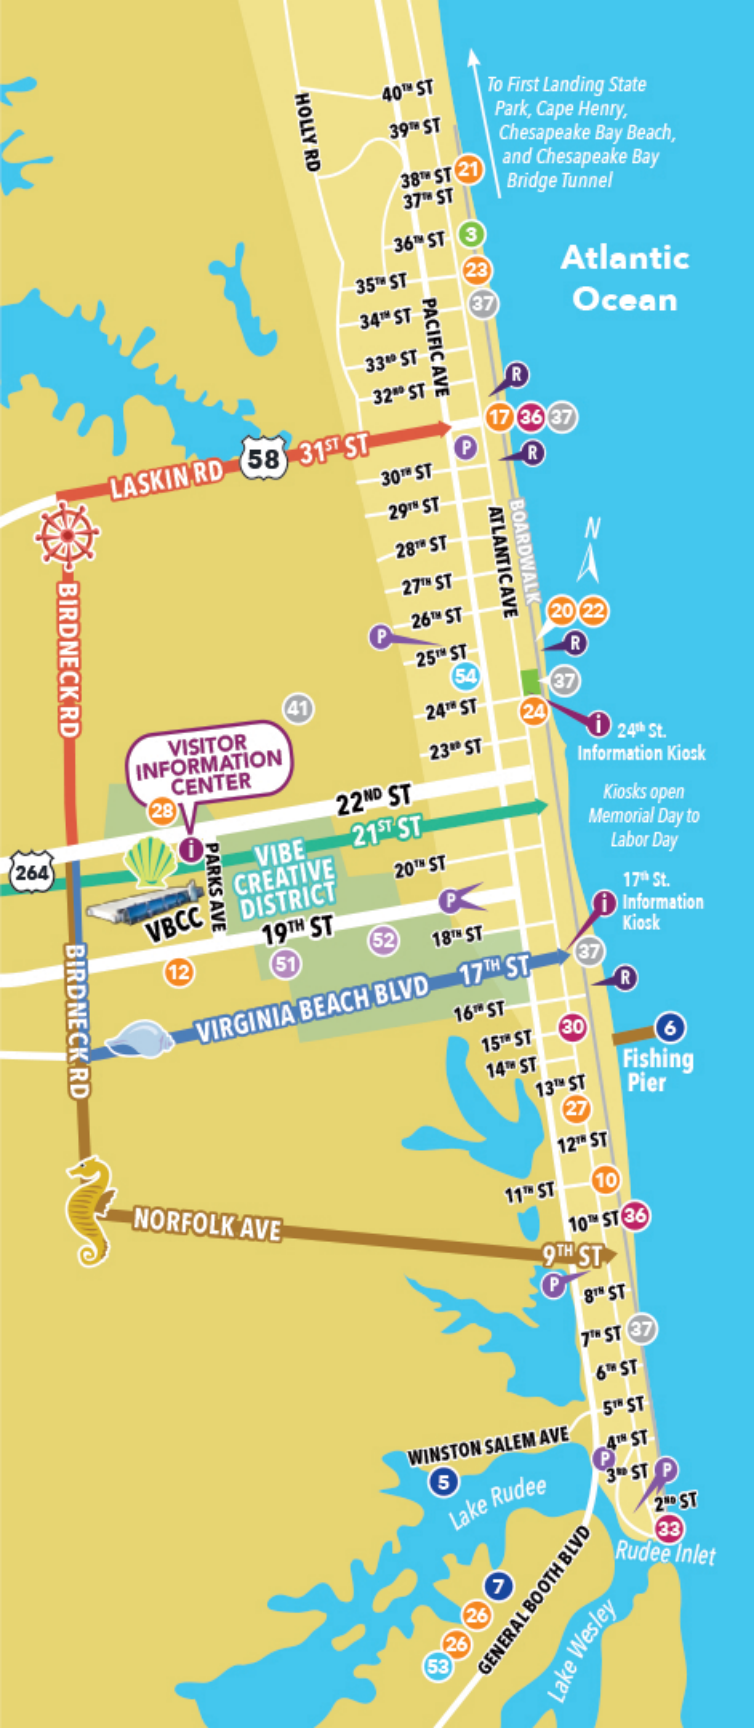 40TH ST
To First Landing State
Park, Cape Henry,
Chesapeake Bay Beach,
and Chesapeake Bay
Bridge Tunnel
HOLLY RD
39TH ST
38TH ST
21
37TH ST
36TH ST
3
Atlantic
Ocean
23
35TH ST
37
34TH ST
PACIFIC AVE
33RD ST
32ND ST
R
17
36
37
31ST ST
58
LASKIN RD
P
R
30TH ST
29TH ST
ATLANTIC AVE
BOARDWALK
N
28TH ST
27TH ST
26TH ST
20
22
P
R
25TH ST
54
37
BIRDNECK RD
41
24TH ST
24
i
24th St.
Information Kiosk
23RD ST
VISITOR
INFORMATION
CENTER
Kiosks open
Memorial Day to
Labor Day
22ND ST
28
21ST ST
i
PARKS AVE
VIBE
CREATIVE
DISTRICT
264
20TH ST
P
i
17th St.
Information
Kiosk
VBCC
19TH ST
18TH ST
52
51
12
37
BIRDNECK RD
17TH ST
R
VIRGINIA BEACH BLVD
16TH ST
30
6
Fishing
Pier
15TH ST
14TH ST
13TH ST
27
12TH ST
10
11TH ST
10TH ST
36
NORFOLK AVE
9TH ST
P
8TH ST
7TH ST
37
6TH ST
5TH ST
WINSTON SALEM AVE
4TH ST
P
3RD ST
P
5
Lake Rudee
2ND ST
33
Rudee Inlet
GENERAL BOOTH BLVD
7
26
26
53
Lake Wesley